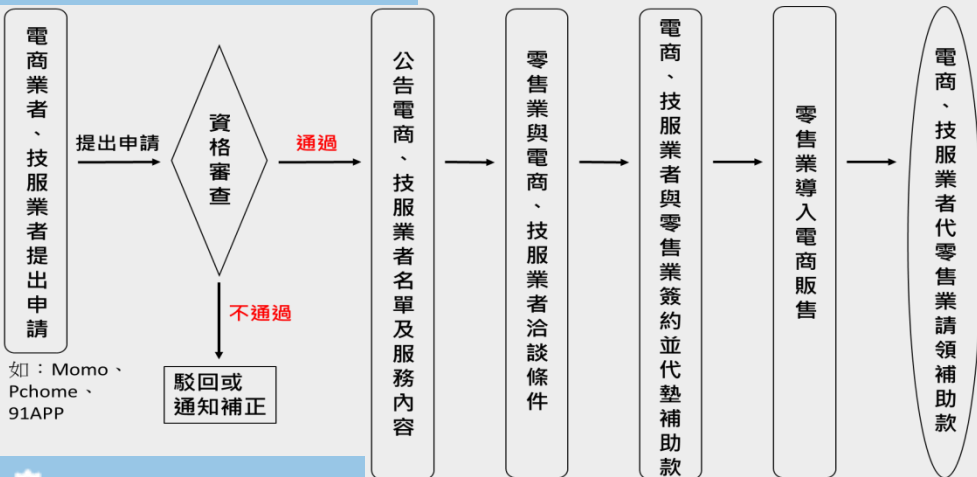 電商業者、技服業者提出申請
如：Momo、
Pchome、
91APP
提出申請
資格審查
通過
不通過
駁回或
通知補正
公告電商、技服業者名單及服務內容
零售業與電商、技服業者洽談條件
電商、技服業者與零售業簽約並代墊補助款
零售業導入電商販售
電商、技服業者代零售業請領補助款